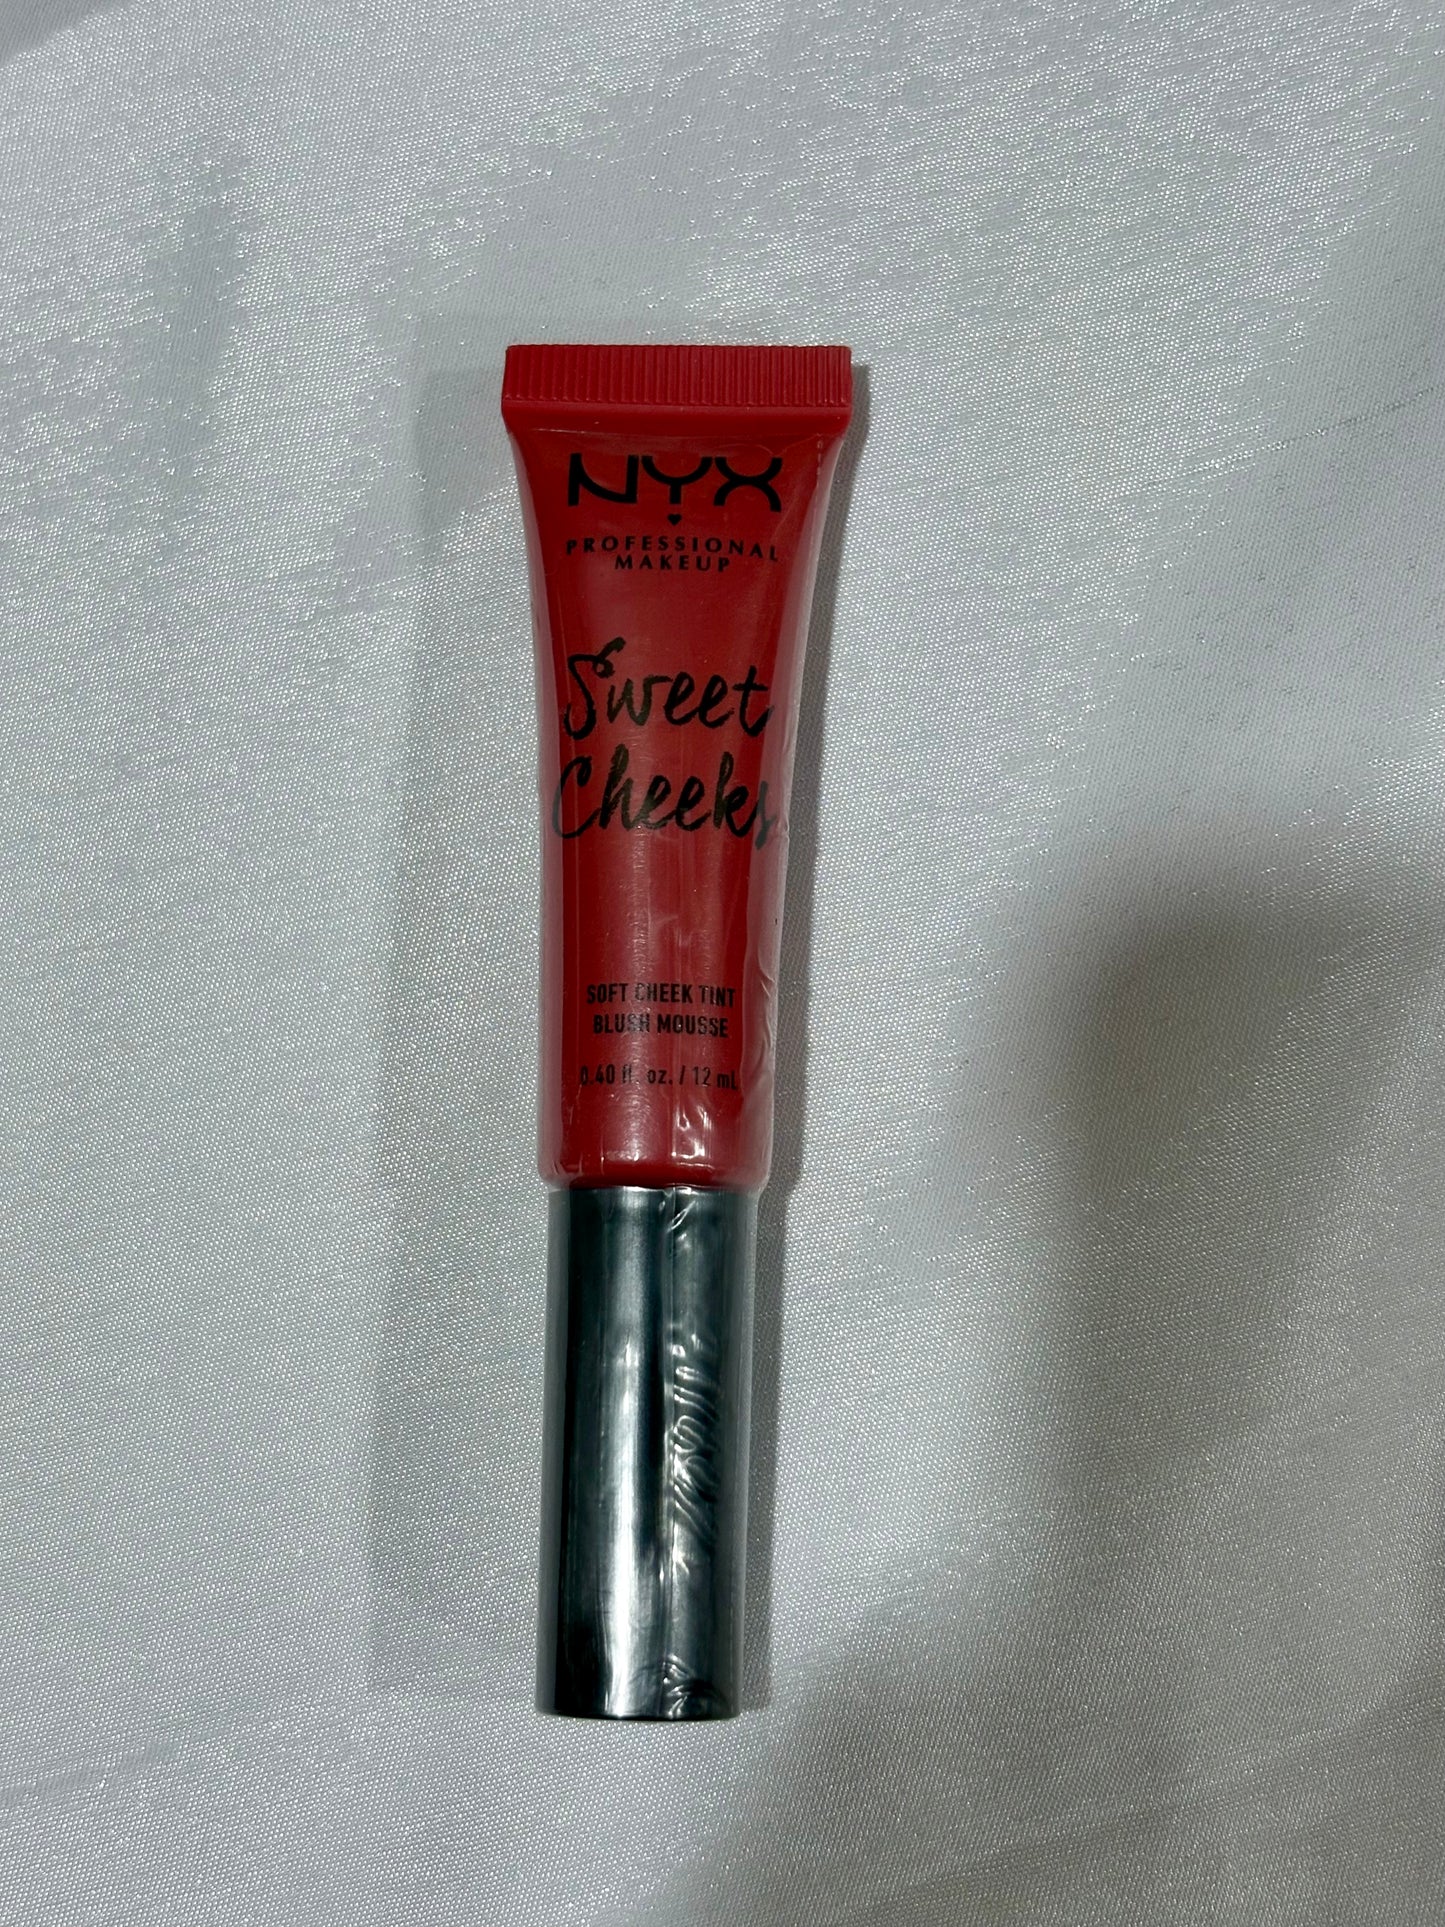 NYX
PROFESSIONAL
MAKEUP
Sweet
Cheeks
SOFT CHEEK TINT
BLUSH MOUSSE
0.40 fl. oz. / 12 mL